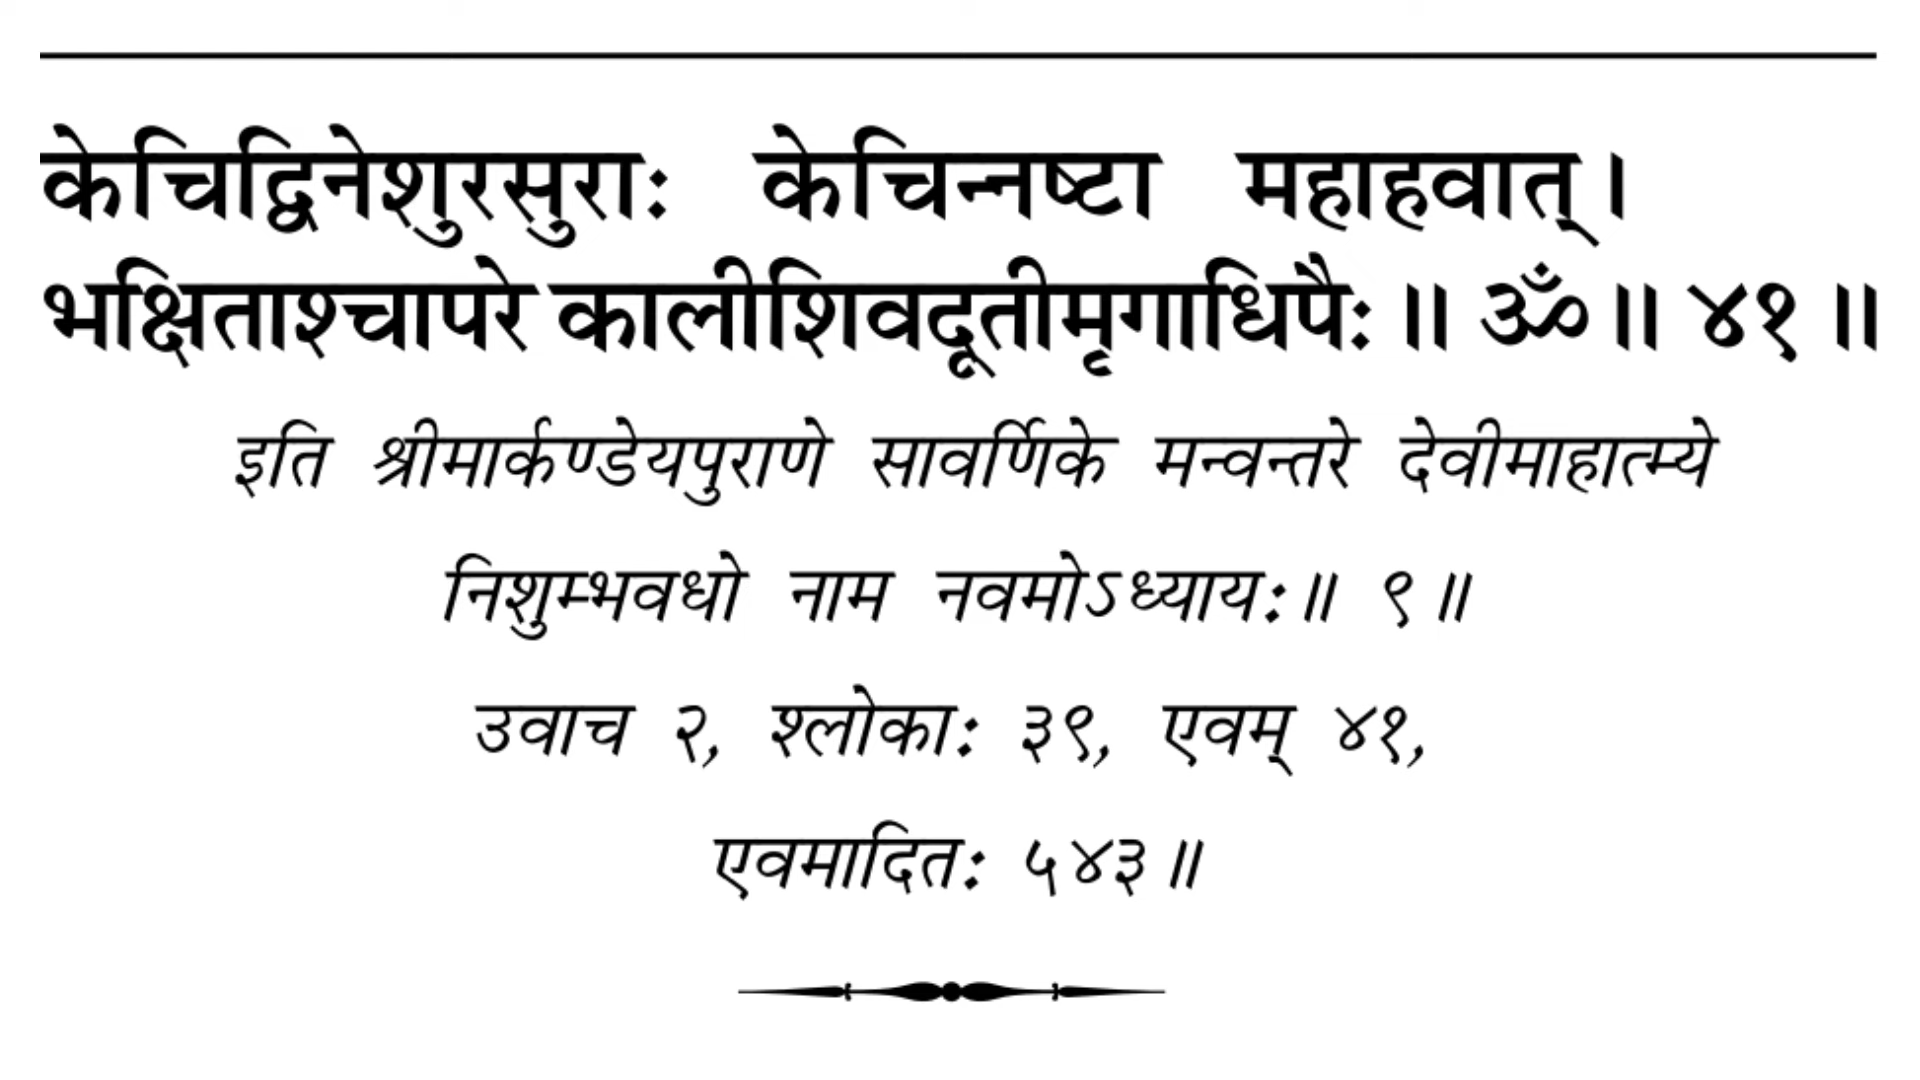 केचिद्विनेशुरसुराः केचिन्नष्टा महाहवात्।
भक्षिताश्चापरे कालीशिवदूतीमृगाधिपैः॥ ॐ॥ ४१॥
इति श्रीमार्कण्डेयपुराणे सावर्णिके मन्वन्तरे देवीमाहात्म्ये
निशुम्भवधो नाम नवमोऽध्यायः॥ ९॥
उवाच २, श्लोकाः ३९, एवम् ४१,
एवमादितः ५४३॥